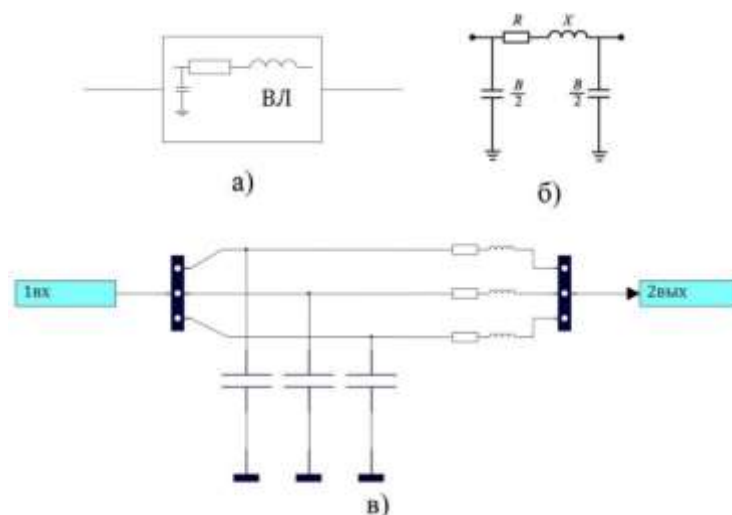 ВЛ
а)
R X
B/2 B/2
б)
1вх
2вых
в)